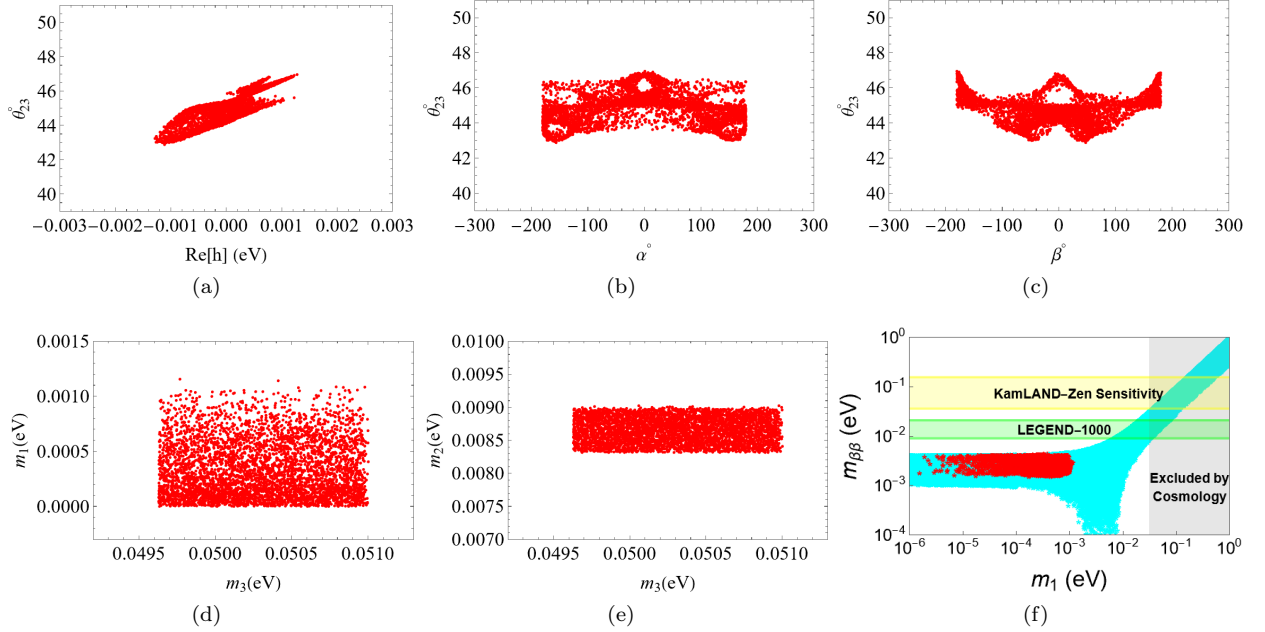 50
48
46
44
42
40
θ°23
−0.003 −0.002 −0.001 0.000 0.001 0.002 0.003
Re[h] (eV)
(a)
50
48
46
44
42
40
θ°23
−300 −200 −100 0 100 200 300
α°
(b)
50
48
46
44
42
40
θ°23
−300 −200 −100 0 100 200 300
β°
(c)
0.0015
0.0010
0.0005
0.0000
m1(eV)
0.0495 0.0500 0.0505 0.0510
m3(eV)
(d)
0.0100
0.0095
0.0090
0.0085
0.0080
0.0075
0.0070
m2(eV)
0.0495 0.0500 0.0505 0.0510
m3(eV)
(e)
10^0
10^-1
10^-2
10^-3
10^-4
mββ (eV)
KamLAND–Zen Sensitivity
LEGEND–1000
Excluded by
Cosmology
10^-6 10^-5 10^-4 10^-3 10^-2 10^-1 10^0
m1 (eV)
(f)